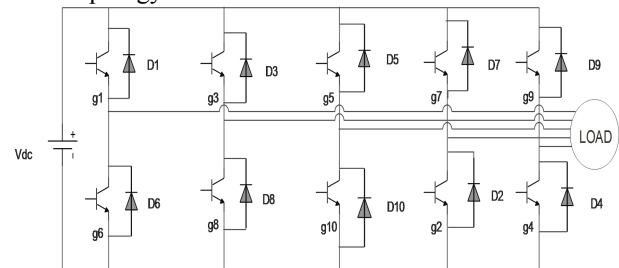 D1 D3 D5 D7 D9
g1 g3 g5 g7 g9
+
Vdc
-
LOAD
D6 D8 D10 D2 D4
g6 g8 g10 g2 g4